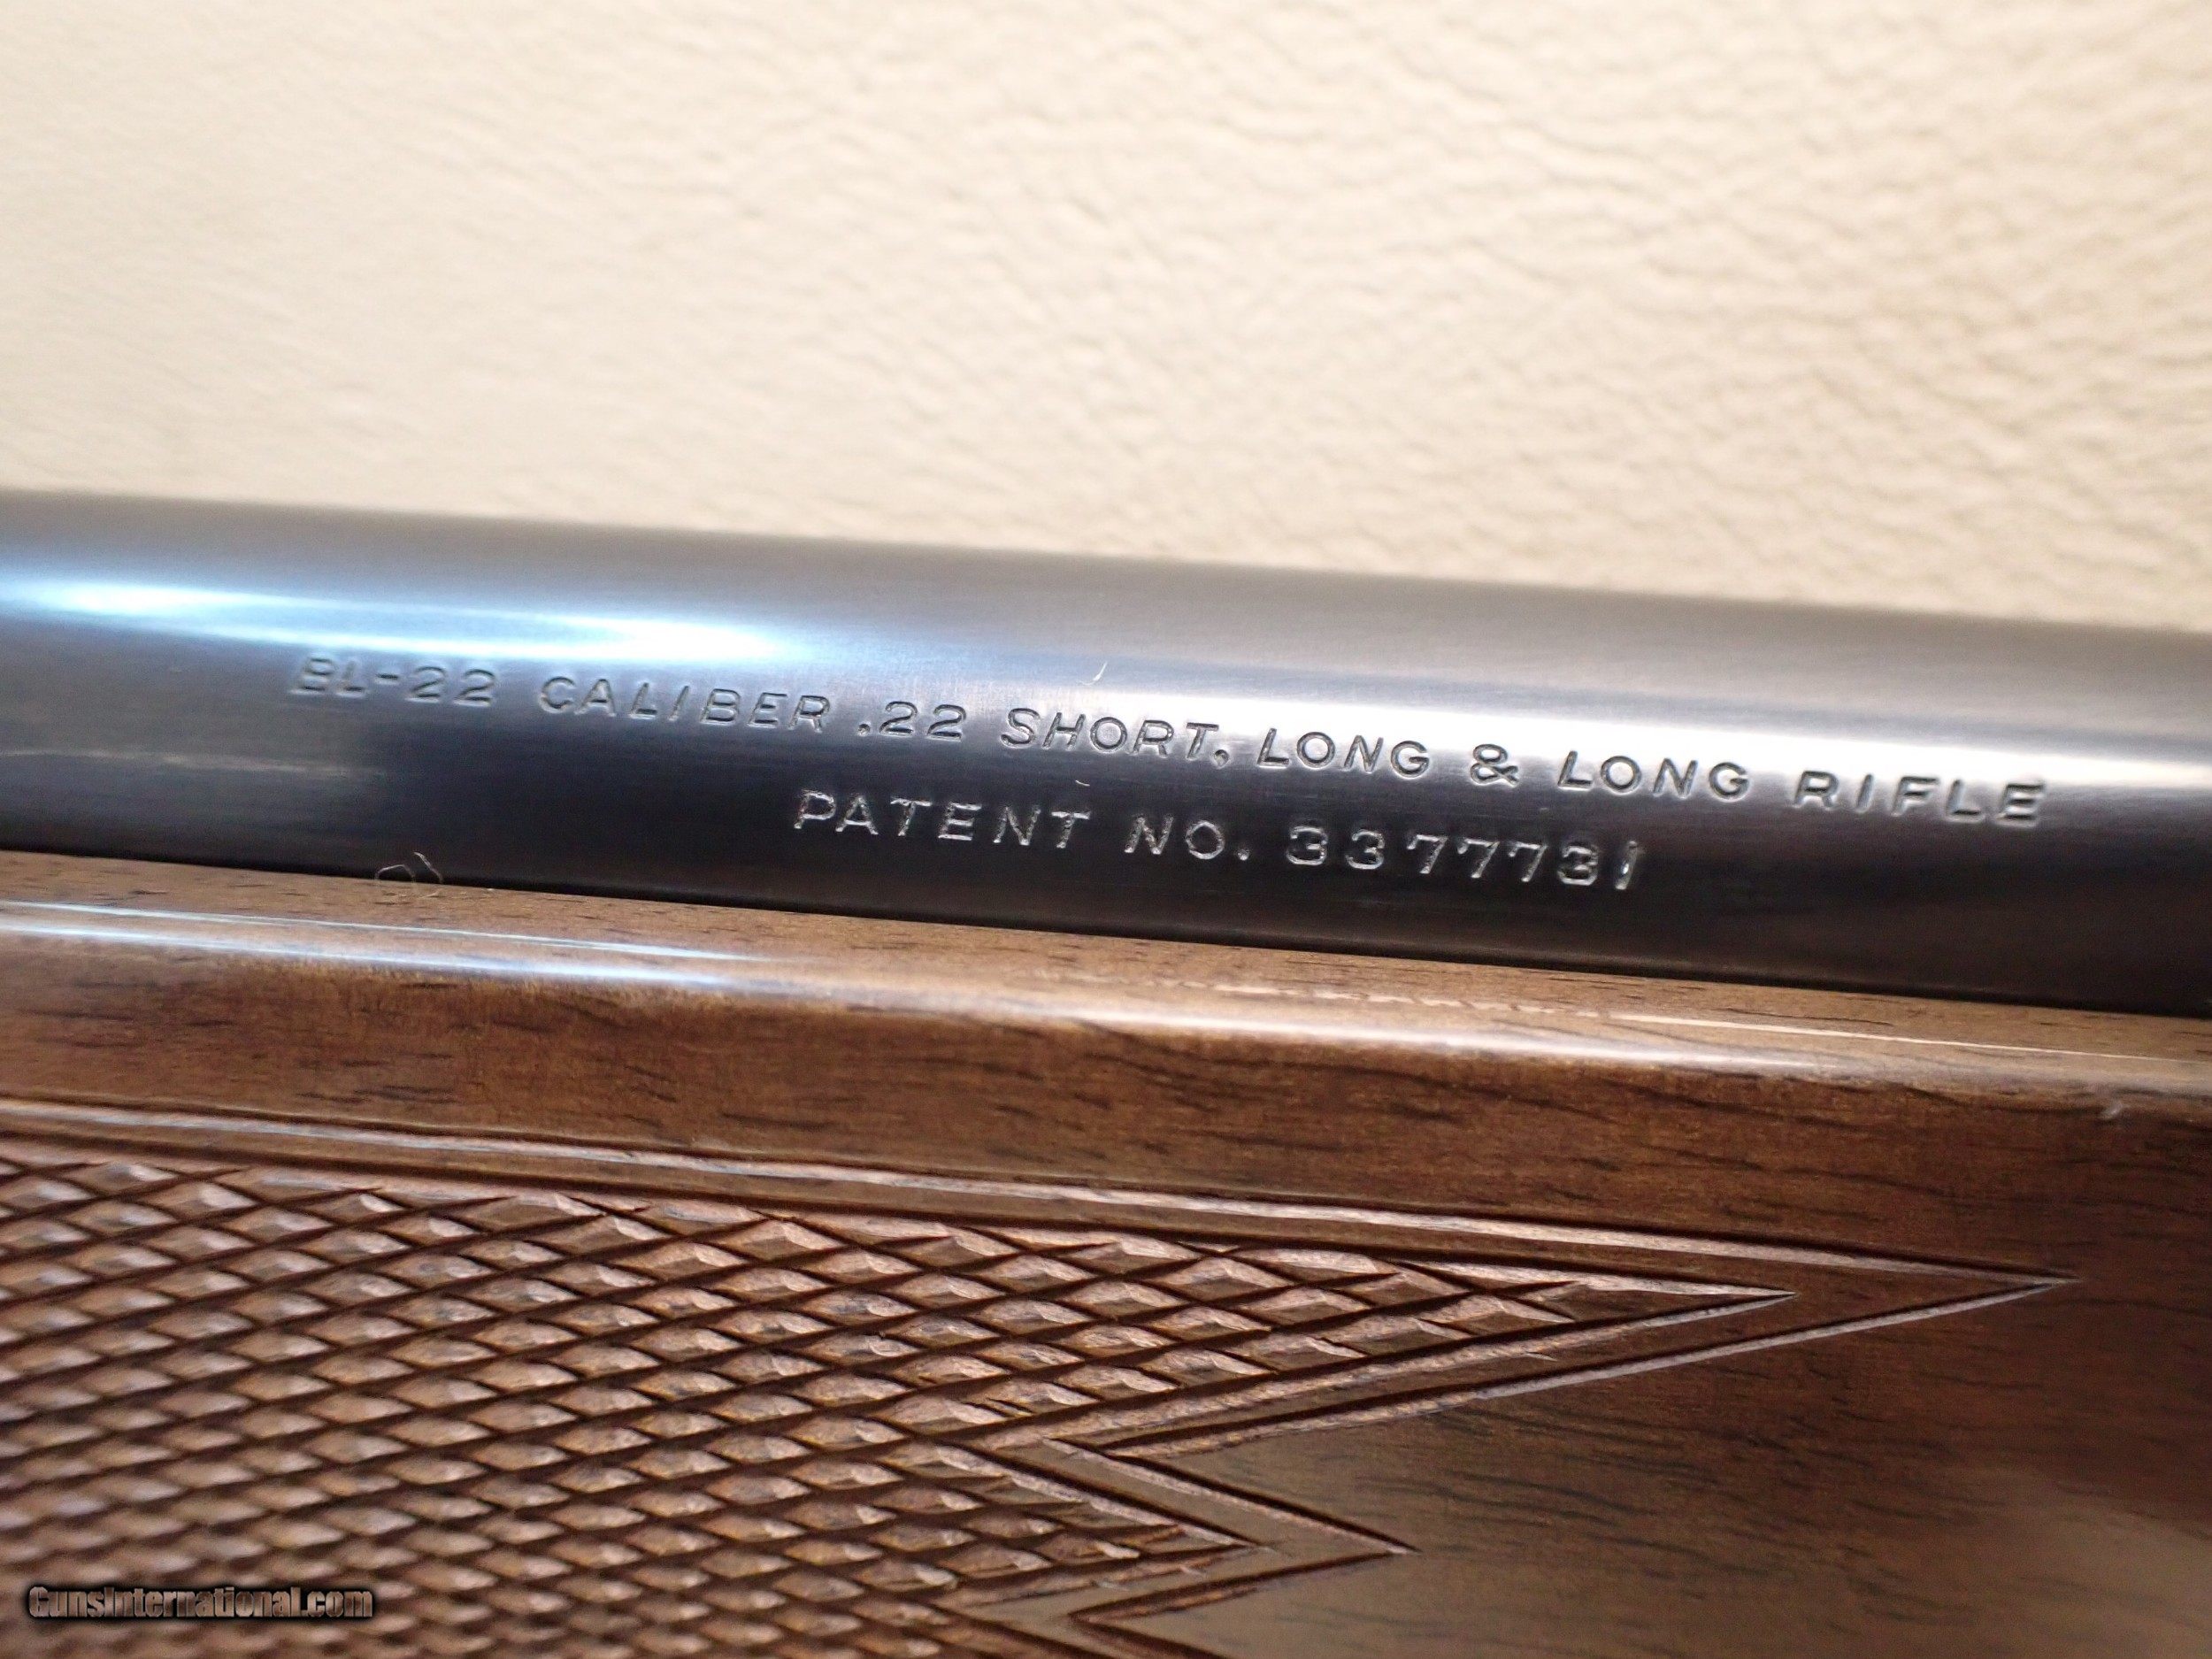 BL-22 CALIBER .22 SHORT, LONG & LONG RIFLE
PATENT NO. 3377731
GunsInternational.com